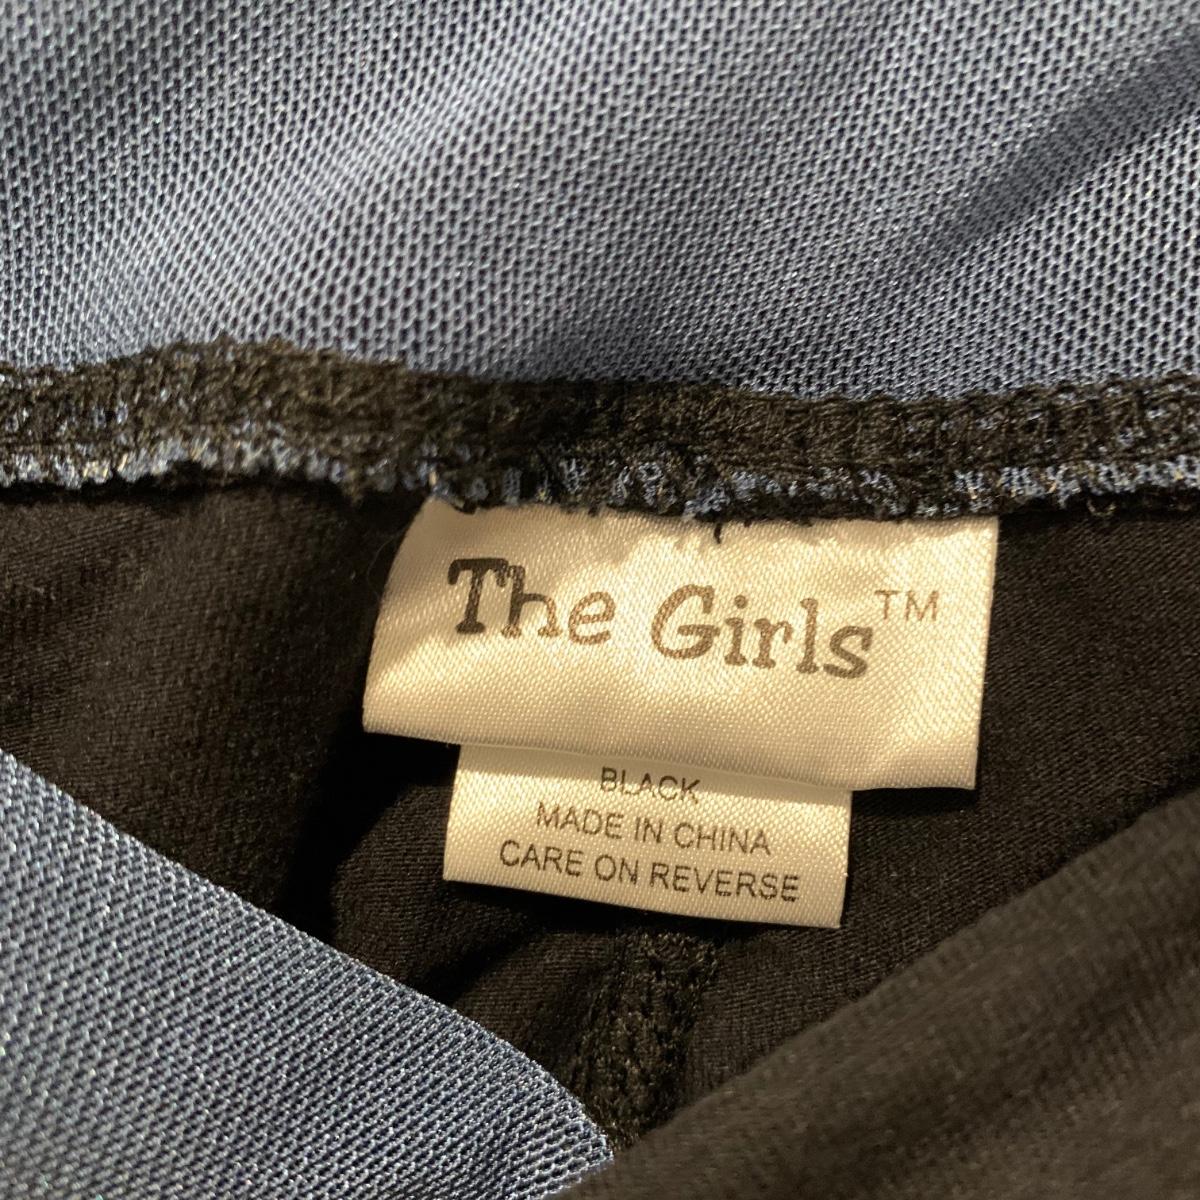 The Girls™
BLACK
MADE IN CHINA
CARE ON REVERSE